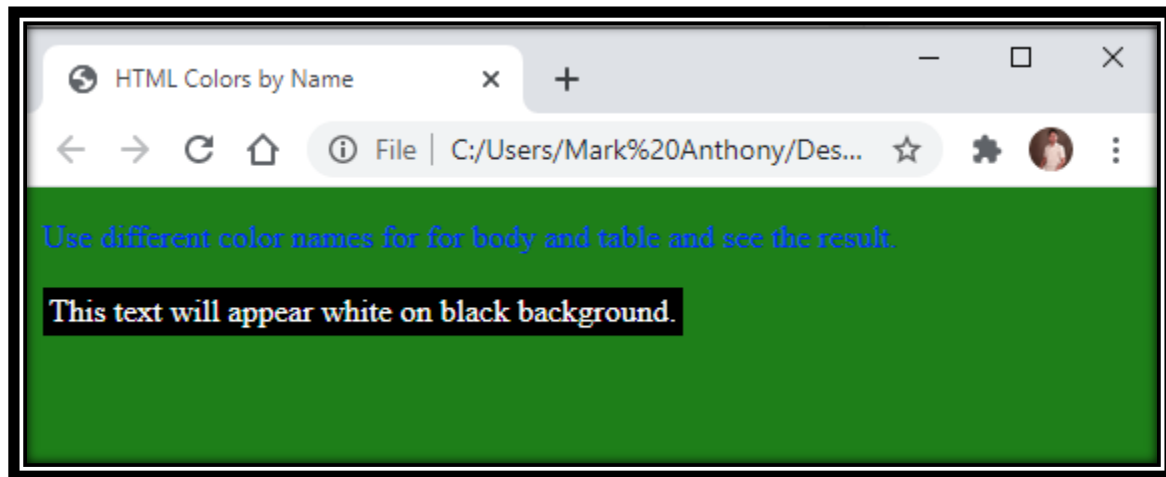 HTML Colors by Name
File
C:/Users/Mark%20Anthony/Des...
Use different color names for for body and table and see the result.
This text will appear white on black background.